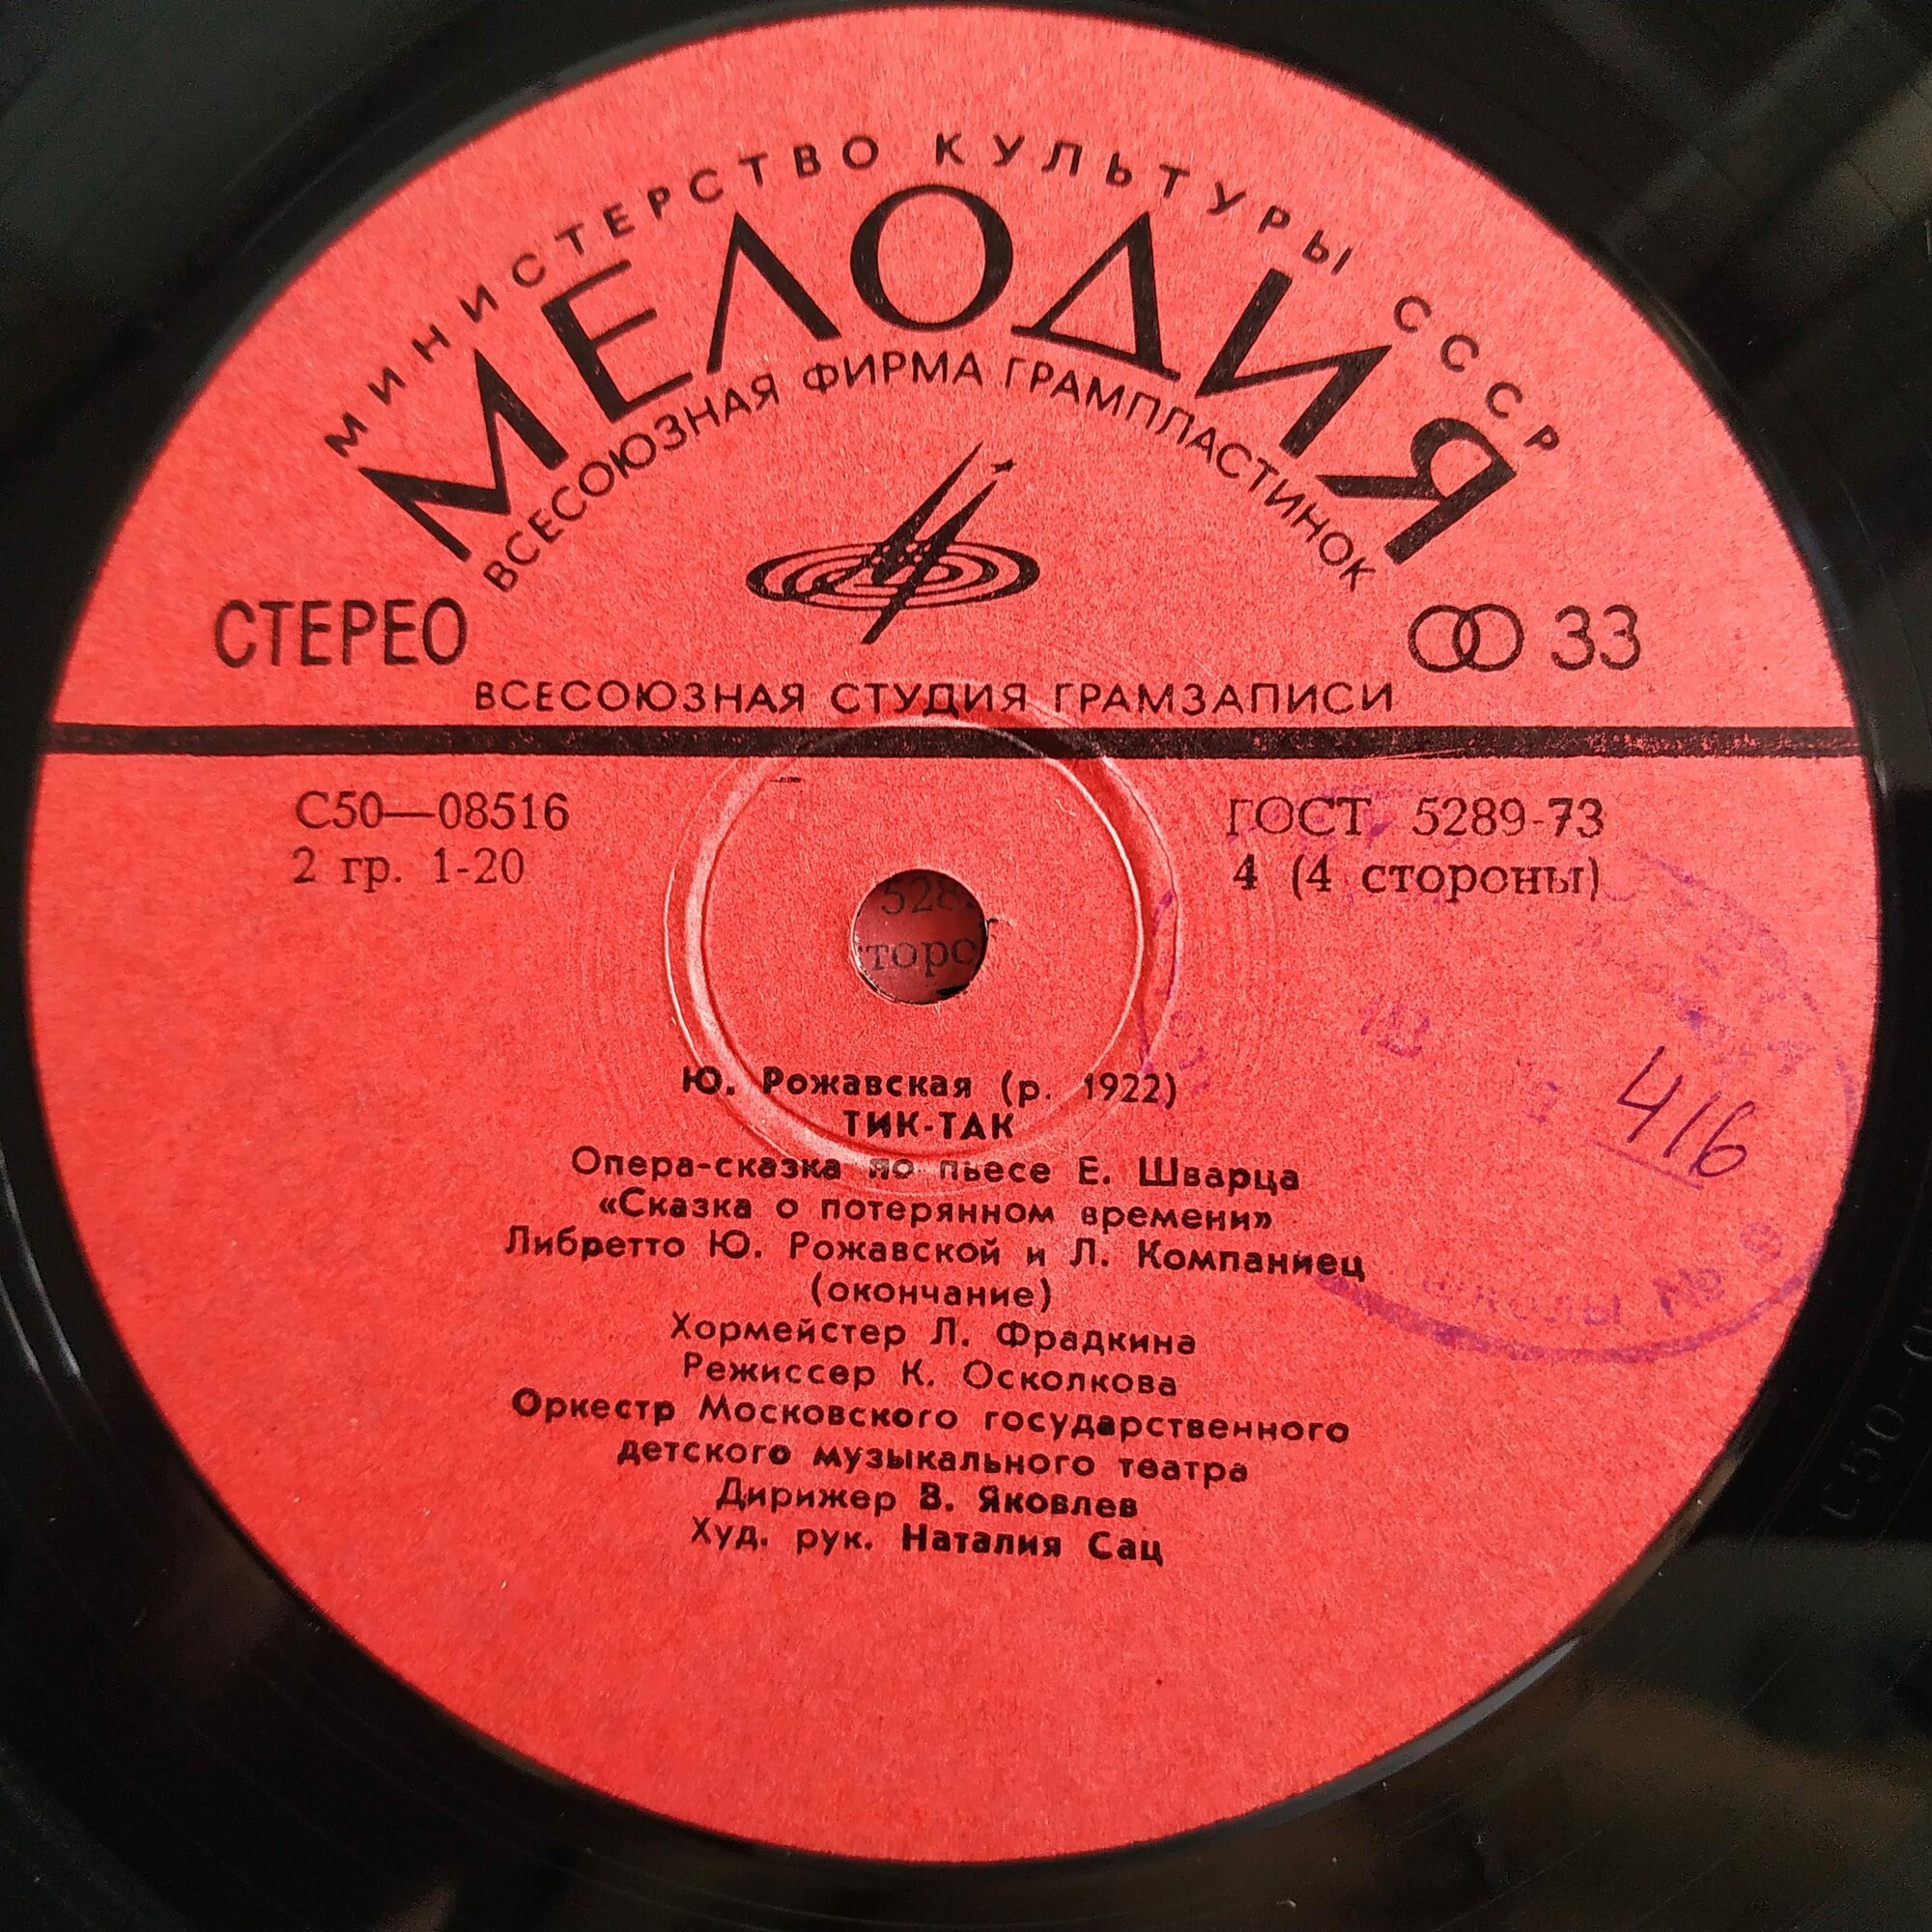 МИНИСТЕРСТВО КУЛЬТУРЫ СССР
МЕЛОДИЯ
ВСЕСОЮЗНАЯ ФИРМА ГРАМПЛАСТИНОК
СТЕРЕО
33
ВСЕСОЮЗНАЯ СТУДИЯ ГРАМЗАПИСИ
С50—08516
ГОСТ 5289-73
2 гр. 1-20
4 (4 стороны)
416
Ю. Рожавская (р. 1922)
ТИК-ТАК
Опера-сказка по пьесе Е. Шварца
«Сказка о потерянном времени»
Либретто Ю. Рожавской и Л. Компаниец
(окончание)
Хормейстер Л. Фрадкина
Режиссер К. Осколкова
Оркестр Московского государственного
детского музыкального театра
Дирижер В. Яковлев
Худ. рук. Наталия Сац
школы №